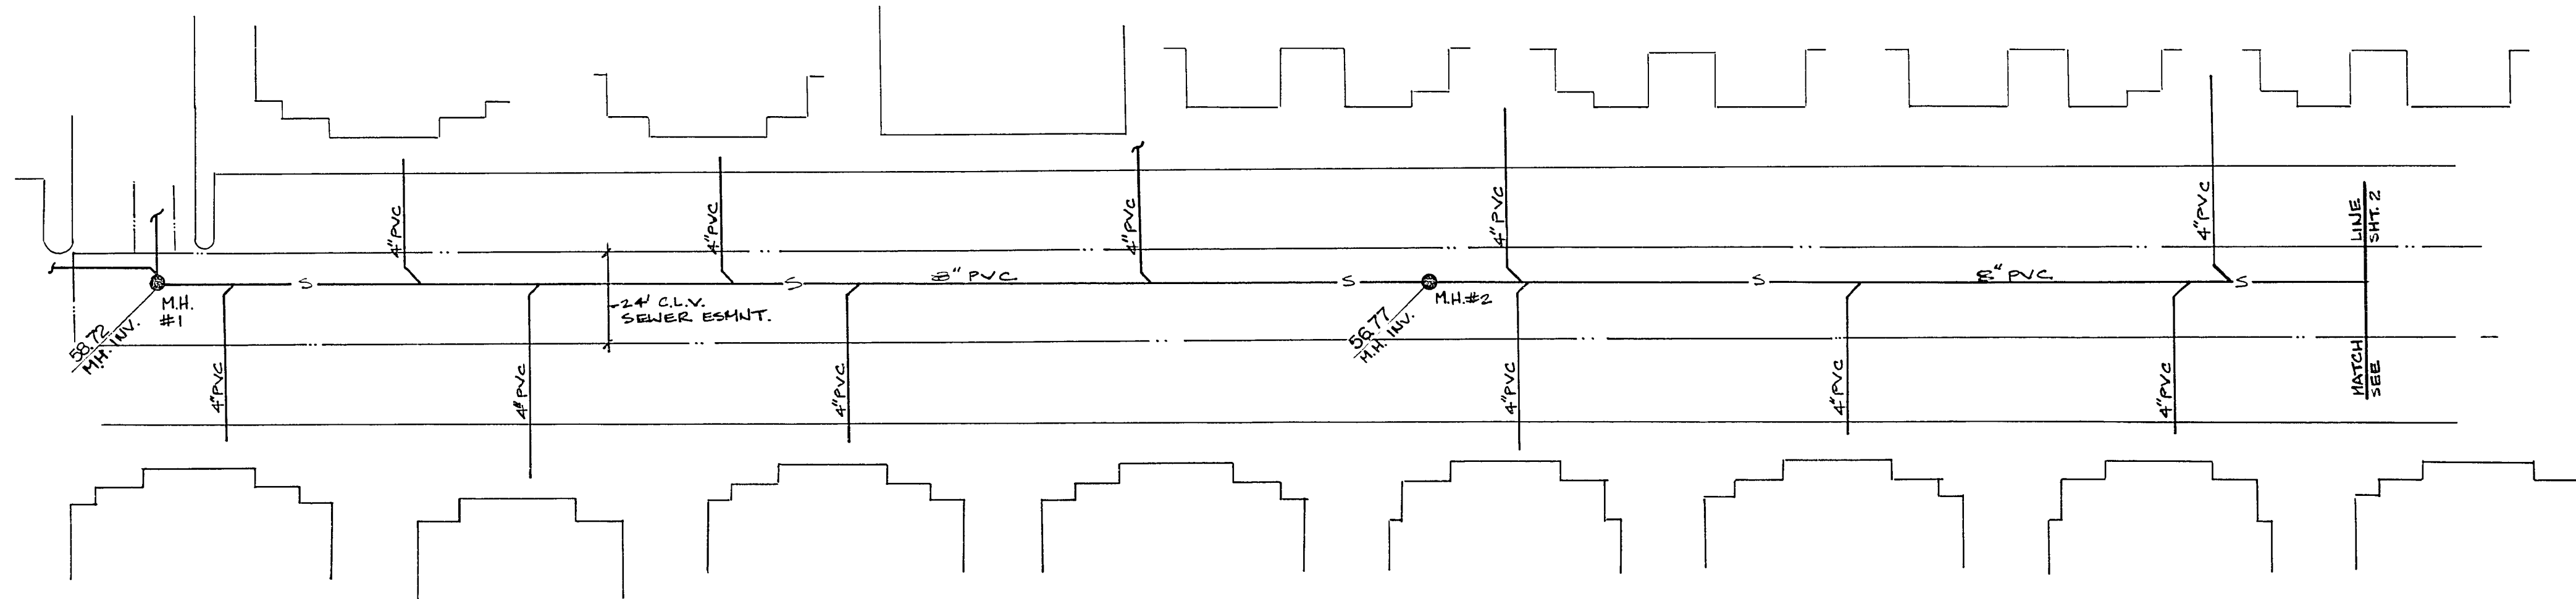 4"PVC
4"PVC
4"PVC
4"PVC
4"PVC
LINE
SHT. 2
S
S
8" PVC
S
S
8" PVC
S
M.H.
#1
24' C.L.V.
SEWER ESMNT.
M.H.#2
58.72
M.H. INV.
56.77
M.H. INV.
MATCH
SEE
4"PVC
4"PVC
4"PVC
4"PVC
4"PVC
4"PVC